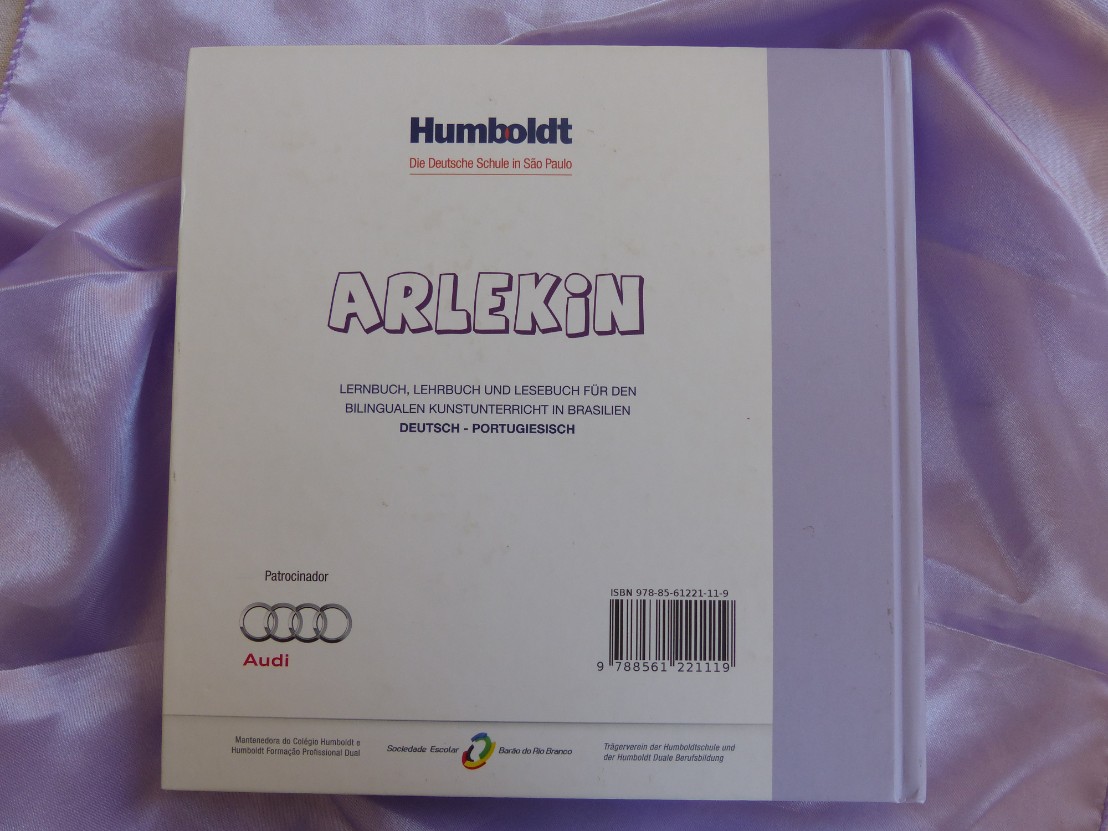 Humboldt
Die Deutsche Schule in São Paulo
ARLEKiN
LERNBUCH, LEHRBUCH UND LESEBUCH FÜR DEN
BILINGUALEN KUNSTUNTERRICHT IN BRASILIEN
DEUTSCH - PORTUGIESISCH
Patrocinador
Audi
ISBN 978-85-61221-11-9
9 788561 221119
Mantenedora do Colégio Humboldt e
Humboldt Formação Profissional Dual
Sociedade Escolar Barão do Rio Branco
Trägerverein der Humboldtschule und
der Humboldt Duale Berufsbildung